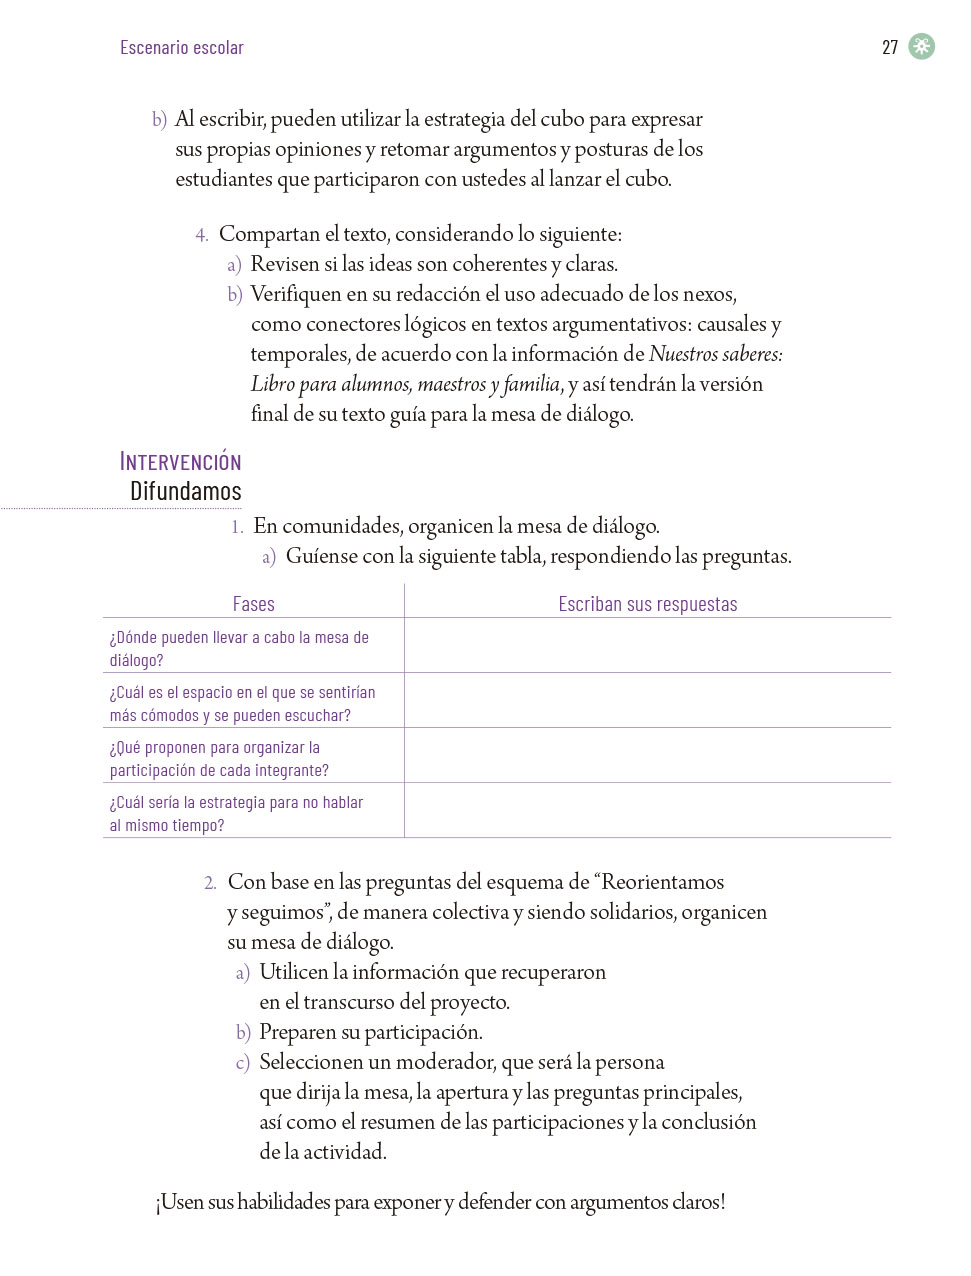 Escenario escolar 27
b) Al escribir, pueden utilizar la estrategia del cubo para expresar
sus propias opiniones y retomar argumentos y posturas de los
estudiantes que participaron con ustedes al lanzar el cubo.
4. Compartan el texto, considerando lo siguiente:
a) Revisen si las ideas son coherentes y claras.
b) Verifiquen en su redacción el uso adecuado de los nexos,
como conectores lógicos en textos argumentativos: causales y
temporales, de acuerdo con la información de Nuestros saberes:
Libro para alumnos, maestros y familia, y así tendrán la versión
final de su texto guía para la mesa de diálogo.
INTERVENCIÓN
Difundamos
1. En comunidades, organicen la mesa de diálogo.
a) Guíense con la siguiente tabla, respondiendo las preguntas.
Fases Escriban sus respuestas
¿Dónde pueden llevar a cabo la mesa de
diálogo?
¿Cuál es el espacio en el que se sentirían
más cómodos y se pueden escuchar?
¿Qué proponen para organizar la
participación de cada integrante?
¿Cuál sería la estrategia para no hablar
al mismo tiempo?
2. Con base en las preguntas del esquema de “Reorientamos
y seguimos”, de manera colectiva y siendo solidarios, organicen
su mesa de diálogo.
a) Utilicen la información que recuperaron
en el transcurso del proyecto.
b) Preparen su participación.
c) Seleccionen un moderador, que será la persona
que dirija la mesa, la apertura y las preguntas principales,
así como el resumen de las participaciones y la conclusión
de la actividad.
¡Usen sus habilidades para exponer y defender con argumentos claros!